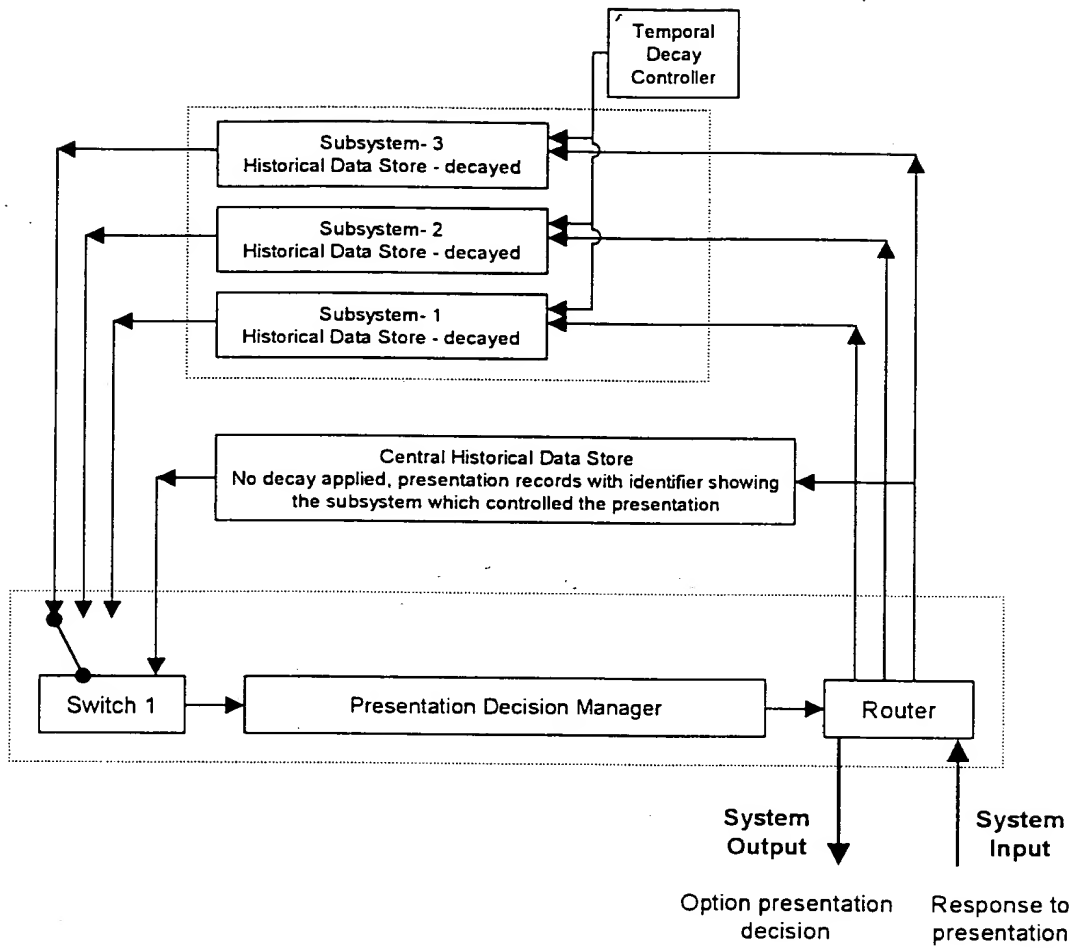 Temporal
Decay
Controller
Subsystem- 3
Historical Data Store - decayed
Subsystem- 2
Historical Data Store - decayed
Subsystem- 1
Historical Data Store - decayed
Central Historical Data Store
No decay applied, presentation records with identifier showing
the subsystem which controlled the presentation
Switch 1
Presentation Decision Manager
Router
System
Output
System
Input
Option presentation
decision
Response to
presentation